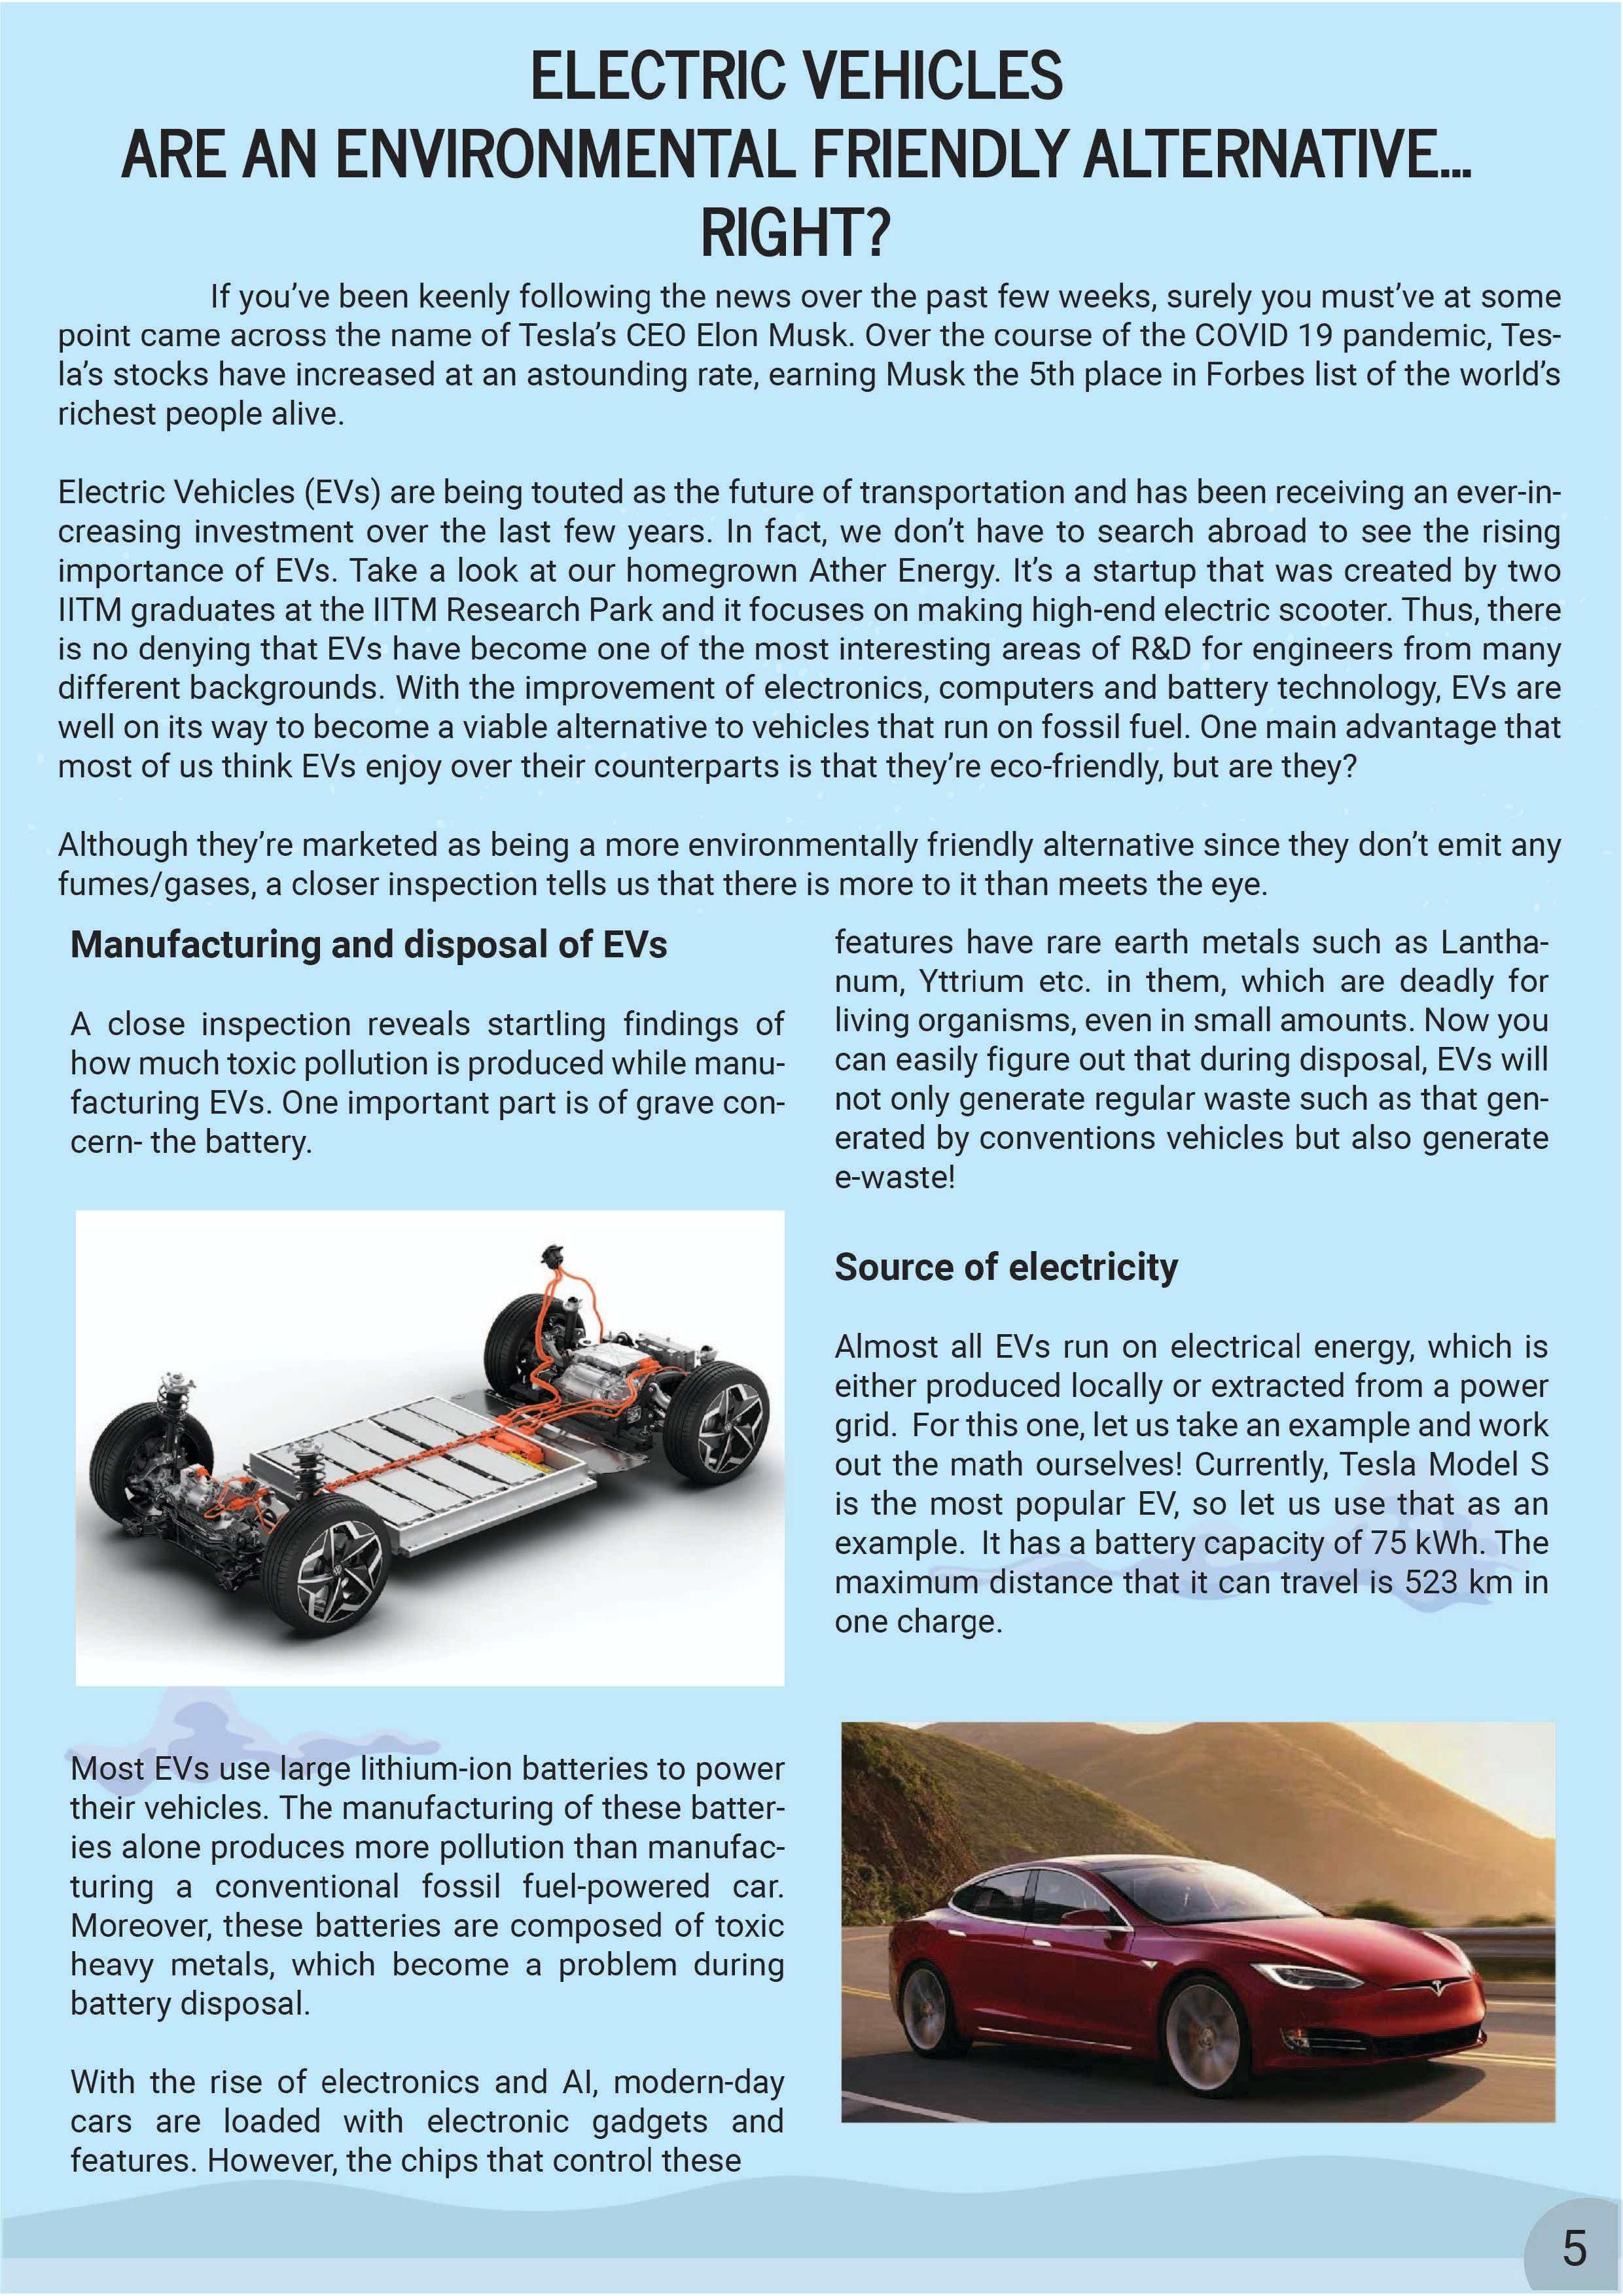 ELECTRIC VEHICLES
ARE AN ENVIRONMENTAL FRIENDLY ALTERNATIVE...
RIGHT?
If you've been keenly following the news over the past few weeks, surely you must've at some
point came across the name of Tesla's CEO Elon Musk. Over the course of the COVID 19 pandemic, Tes-
la's stocks have increased at an astounding rate, earning Musk the 5th place in Forbes list of the world's
richest people alive.
Electric Vehicles (EVs) are being touted as the future of transportation and has been receiving an ever-in-
creasing investment over the last few years. In fact, we don't have to search abroad to see the rising
importance of EVs. Take a look at our homegrown Ather Energy. It's a startup that was created by two
IITM graduates at the IITM Research Park and it focuses on making high-end electric scooter. Thus, there
is no denying that EVs have become one of the most interesting areas of R&D for engineers from many
different backgrounds. With the improvement of electronics, computers and battery technology, EVs are
well on its way to become a viable alternative to vehicles that run on fossil fuel. One main advantage that
most of us think EVs enjoy over their counterparts is that they're eco-friendly, but are they?
Although they're marketed as being a more environmentally friendly alternative since they don't emit any
fumes/gases, a closer inspection tells us that there is more to it than meets the eye.
Manufacturing and disposal of EVs
A close inspection reveals startling findings of
how much toxic pollution is produced while manu-
facturing EVs. One important part is of grave con-
cern- the battery.
Most EVs use large lithium-ion batteries to power
their vehicles. The manufacturing of these batter-
ies alone produces more pollution than manufac-
turing a conventional fossil fuel-powered car.
Moreover, these batteries are composed of toxic
heavy metals, which become a problem during
battery disposal.
With the rise of electronics and AI, modern-day
cars are loaded with electronic gadgets and
features. However, the chips that control these
features have rare earth metals such as Lantha-
num, Yttrium etc. in them, which are deadly for
living organisms, even in small amounts. Now you
can easily figure out that during disposal, EVs will
not only generate regular waste such as that gen-
erated by conventions vehicles but also generate
e-waste!
Source of electricity
Almost all EVs run on electrical energy, which is
either produced locally or extracted from a power
grid. For this one, let us take an example and work
out the math ourselves! Currently, Tesla Model S
is the most popular EV, so let us use that as an
example. It has a battery capacity of 75 kWh. The
maximum distance that it can travel is 523 km in
one charge.
5